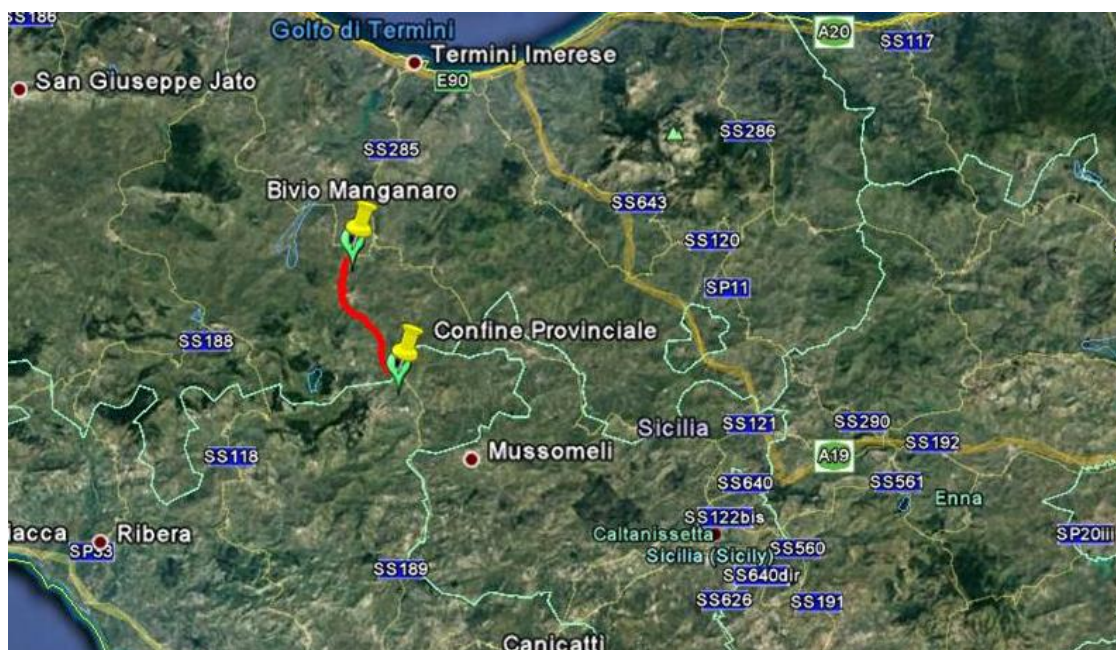 SS186
Golfo di Termini
Termini Imerese
A20
SS117
San Giuseppe Jato
E90
SS285
SS286
Bivio Manganaro
SS643
SS120
SP11
Confine Provinciale
SS188
Sicilia
SS121
SS290
SS192
SS118
Mussomeli
A19
SS640
SS561
Enna
SS122bis
iacca
Ribera
Caltanissetta
SP33
SS560
SP20iii
Sicilia (Sicily)
SS189
SS640dir
SS626
SS191
Canicattì